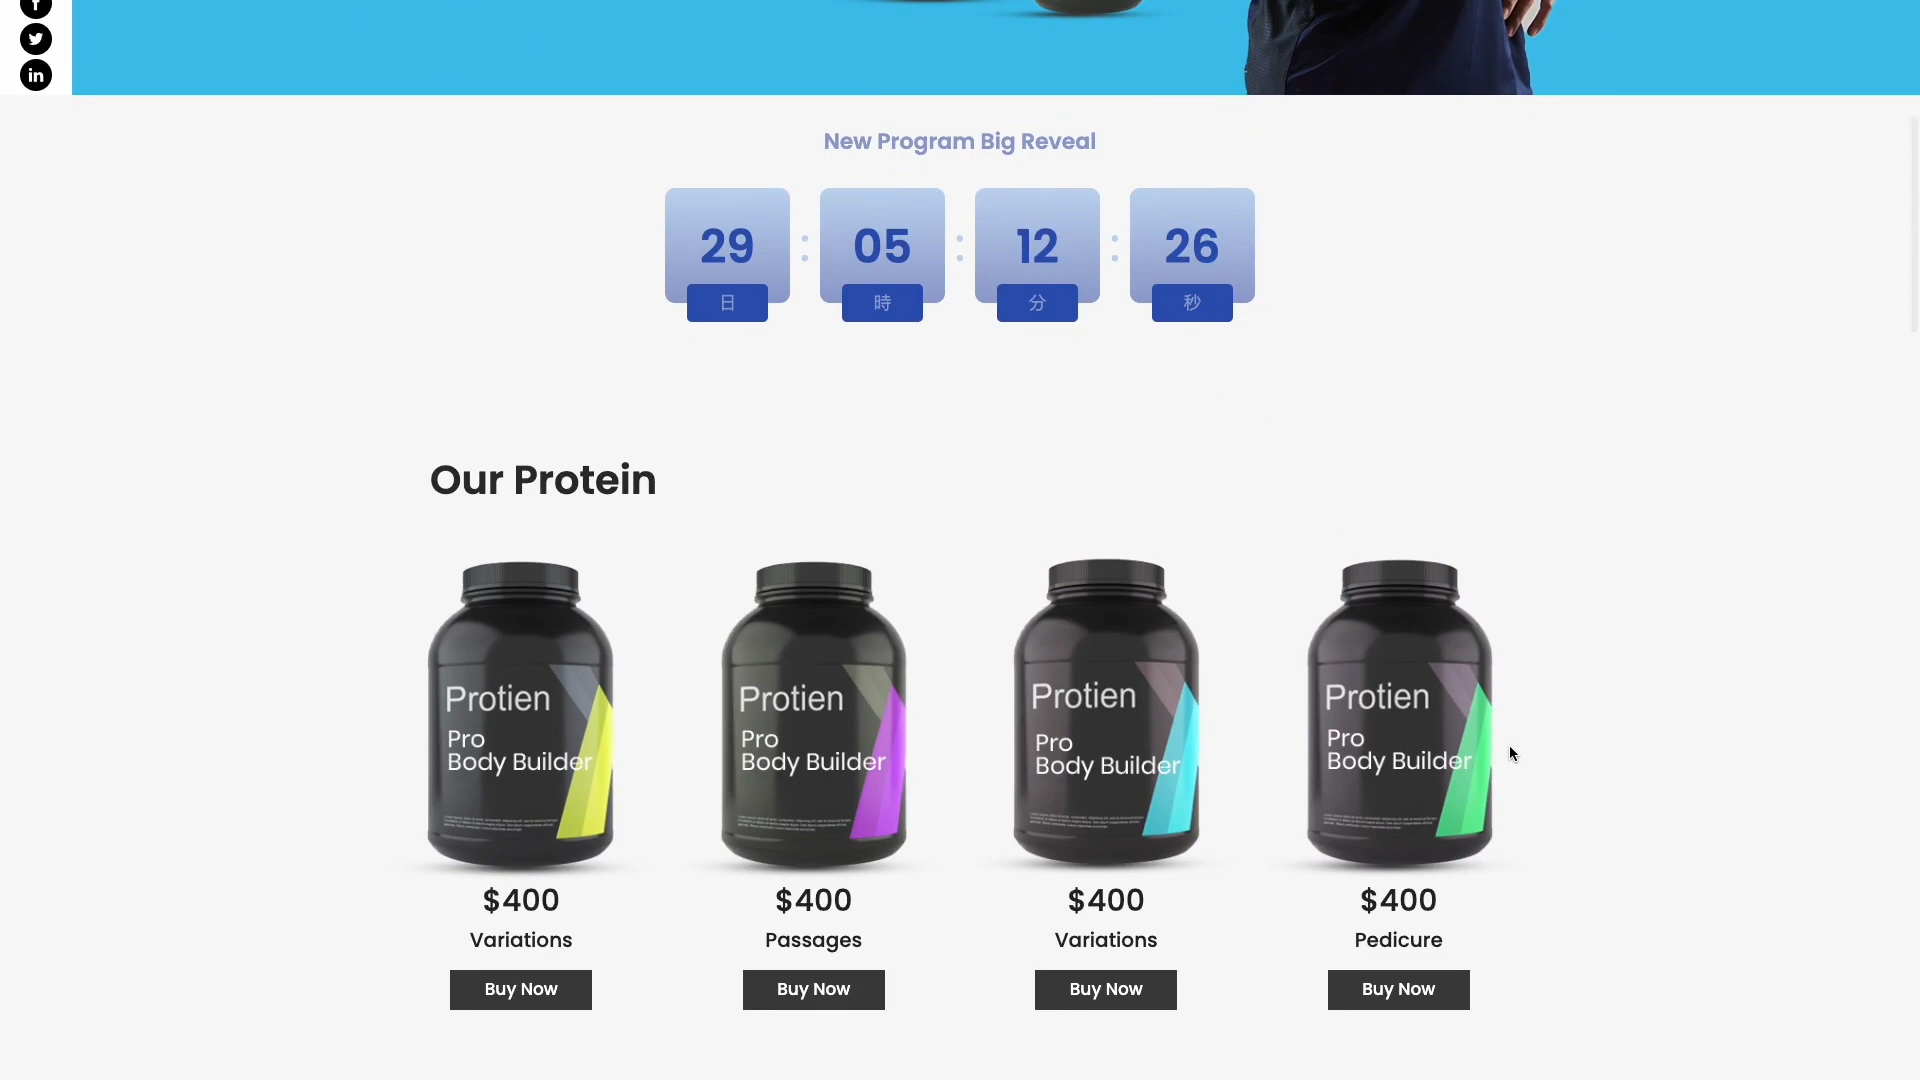 New Program Big Reveal
29 : 05 : 12 : 26
日 時 分 秒
Our Protein
Protien
Pro
Body Builder
Protien
Pro
Body Builder
Protien
Pro
Body Builder
Protien
Pro
Body Builder
$400 $400 $400 $400
Variations Passages Variations Pedicure
Buy Now Buy Now Buy Now Buy Now